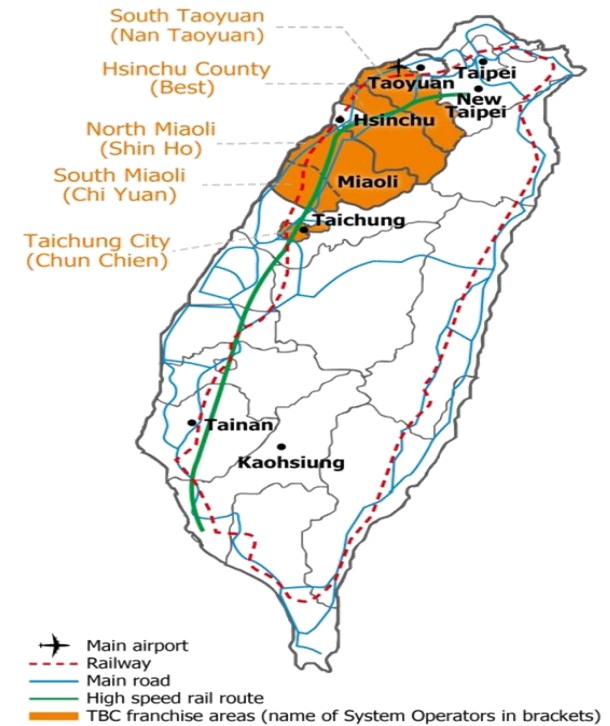 South Taoyuan
(Nan Taoyuan)
Hsinchu County
(Best)
North Miaoli
(Shin Ho)
South Miaoli
(Chi Yuan)
Taichung City
(Chun Chien)
Taoyuan
Taipei
New
Taipei
Hsinchu
Miaoli
Taichung
Tainan
Kaohsiung
Main airport
Railway
Main road
High speed rail route
TBC franchise areas (name of System Operators in brackets)